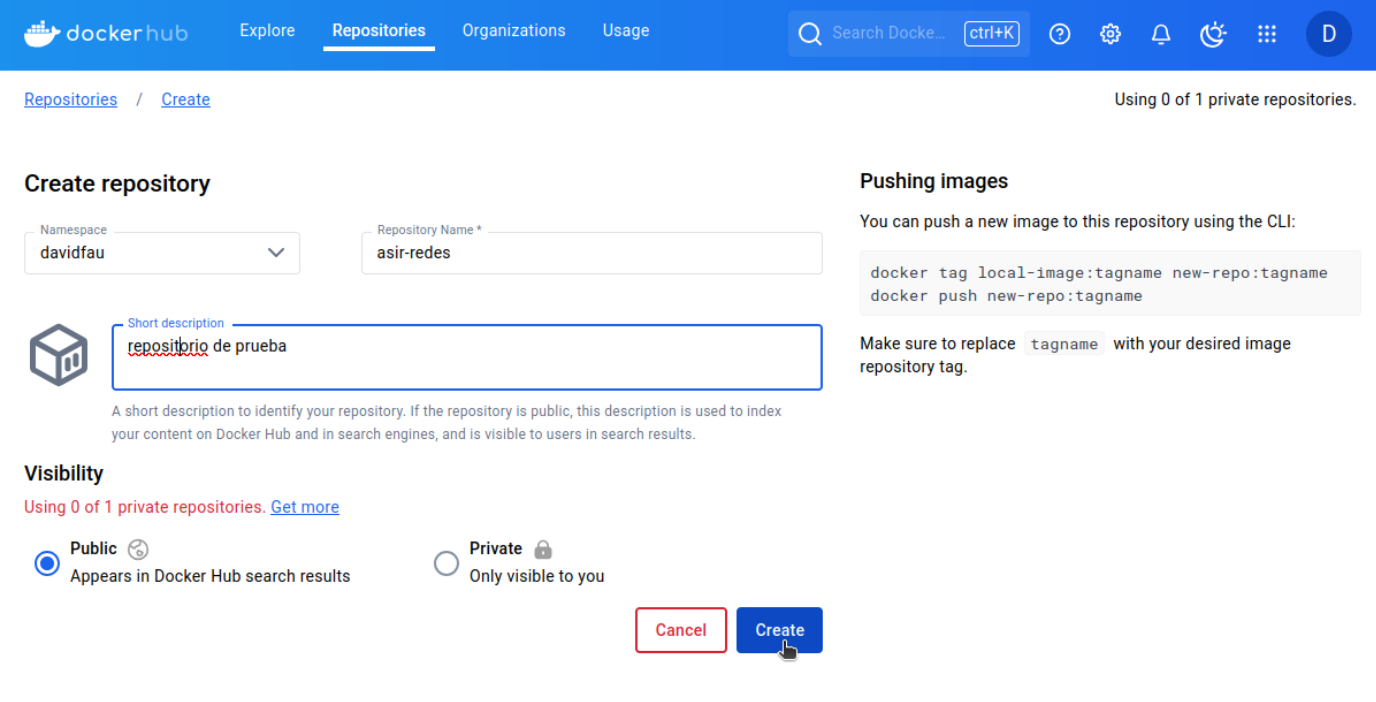 dockerhub
Explore
Repositories
Organizations
Usage
Search Docke...
ctrl+K
D
Repositories / Create
Using 0 of 1 private repositories.
Create repository
Namespace
davidfau
Repository Name *
asir-redes
Short description
repositorio de prueba
A short description to identify your repository. If the repository is public, this description is used to index
your content on Docker Hub and in search engines, and is visible to users in search results.
Visibility
Using 0 of 1 private repositories. Get more
Public
Appears in Docker Hub search results
Private
Only visible to you
Cancel
Create
Pushing images
You can push a new image to this repository using the CLI:
docker tag local-image:tagname new-repo:tagname
docker push new-repo:tagname
Make sure to replace tagname with your desired image
repository tag.